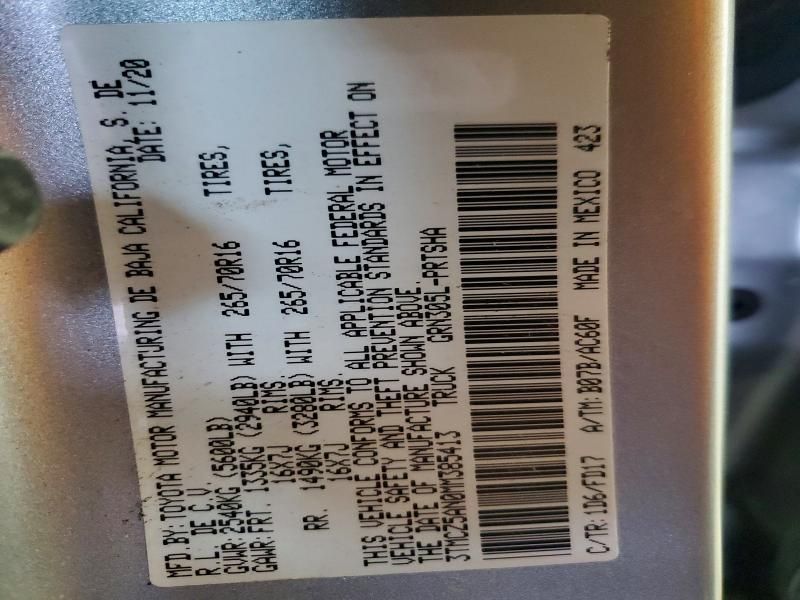 MFD. BY: TOYOTA MOTOR MANUFACTURING DE BAJA CALIFORNIA, S. DE
R. L. DE C. V. DATE: 11/20
GVWR: 2540KG (5600LB)
GAWR: FRT. 1335KG (2940LB) WITH 265/70R16 TIRES,
16X7J RIMS
RR. 1490KG (3280LB) WITH 265/70R16 TIRES,
16X7J RIMS
THIS VEHICLE CONFORMS TO ALL APPLICABLE FEDERAL MOTOR
VEHICLE SAFETY AND THEFT PREVENTION STANDARDS IN EFFECT ON
THE DATE OF MANUFACTURE SHOWN ABOVE.
3TMCZ5AN0MM385413 TRUCK GRN305L-PRTSHA
C/TR: 1D6/FD17 A/TM: B07B/AC60F MADE IN MEXICO 423